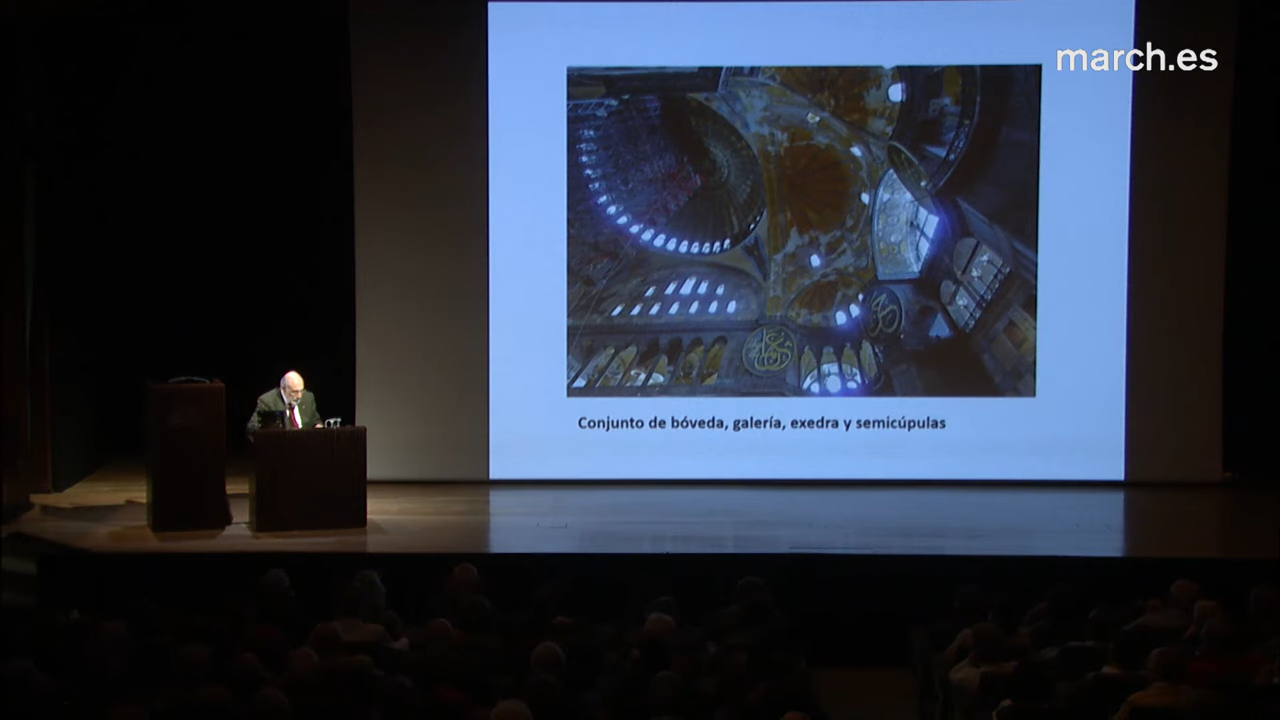 march.es
Conjunto de bóveda, galería, exedra y semicúpulas